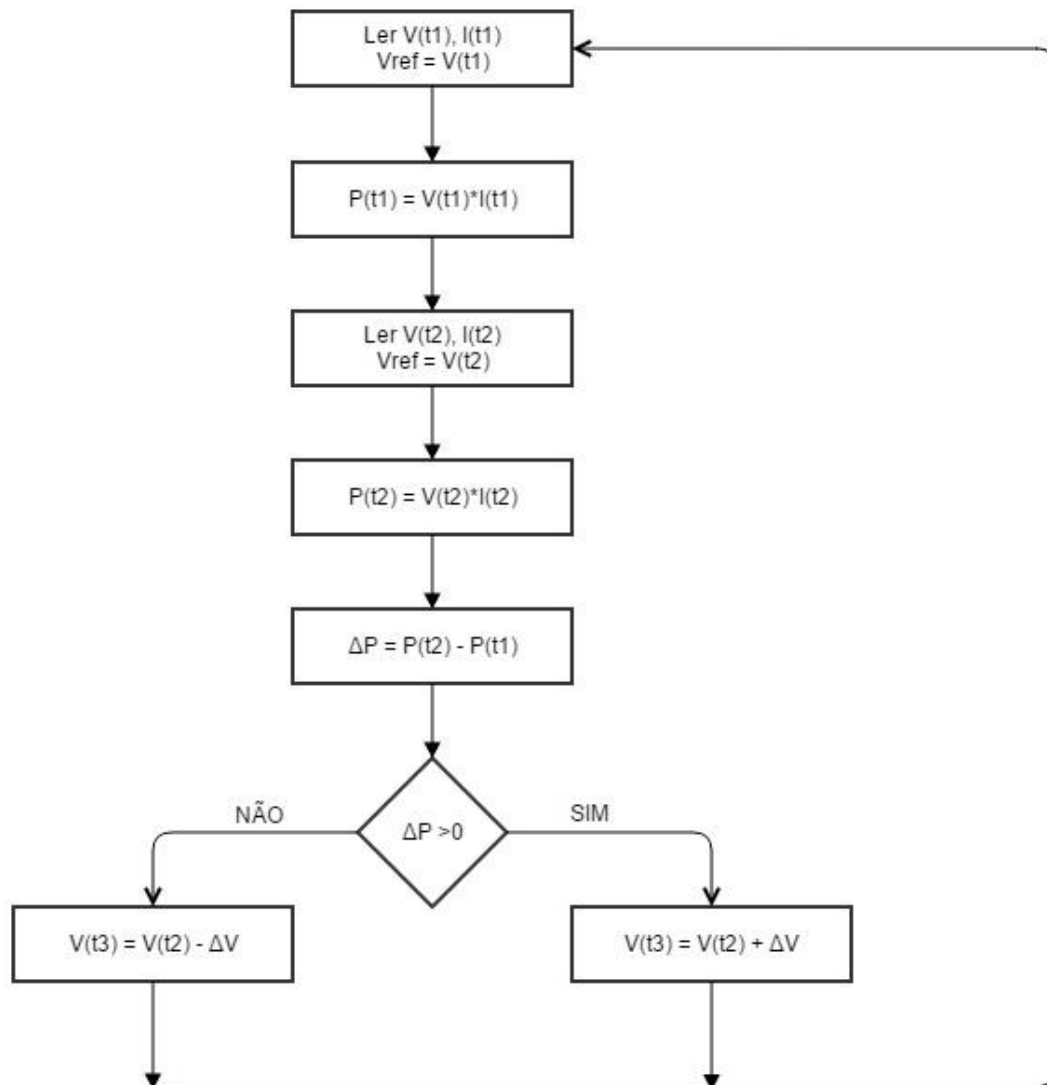 Ler V(t1), I(t1)
Vref = V(t1)
P(t1) = V(t1)*I(t1)
Ler V(t2), I(t2)
Vref = V(t2)
P(t2) = V(t2)*I(t2)
ΔP = P(t2) - P(t1)
ΔP >0
NÃO
SIM
V(t3) = V(t2) - ΔV
V(t3) = V(t2) + ΔV